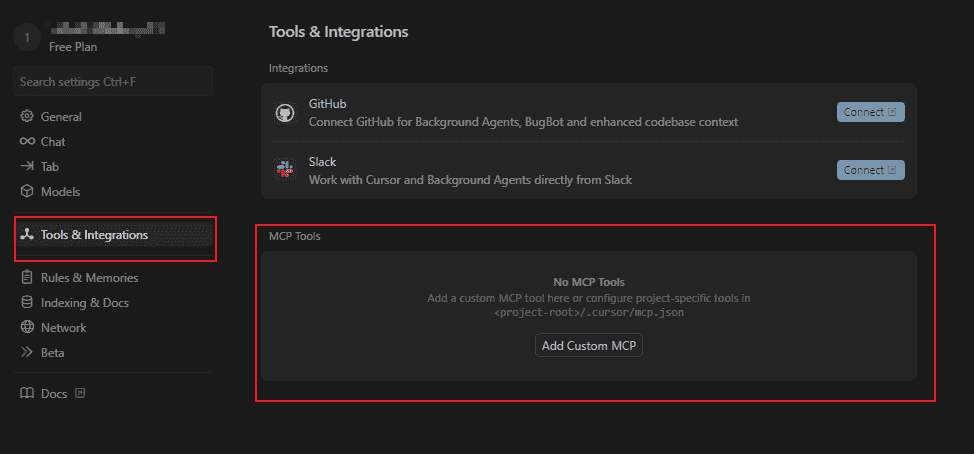 1
Free Plan
Search settings Ctrl+F
General
Chat
Tab
Models
Tools & Integrations
Rules & Memories
Indexing & Docs
Network
Beta
Docs
Tools & Integrations
Integrations
GitHub
Connect GitHub for Background Agents, BugBot and enhanced codebase context
Connect
Slack
Work with Cursor and Background Agents directly from Slack
Connect
MCP Tools
No MCP Tools
Add a custom MCP tool here or configure project-specific tools in
<project-root>/.cursor/mcp.json
Add Custom MCP